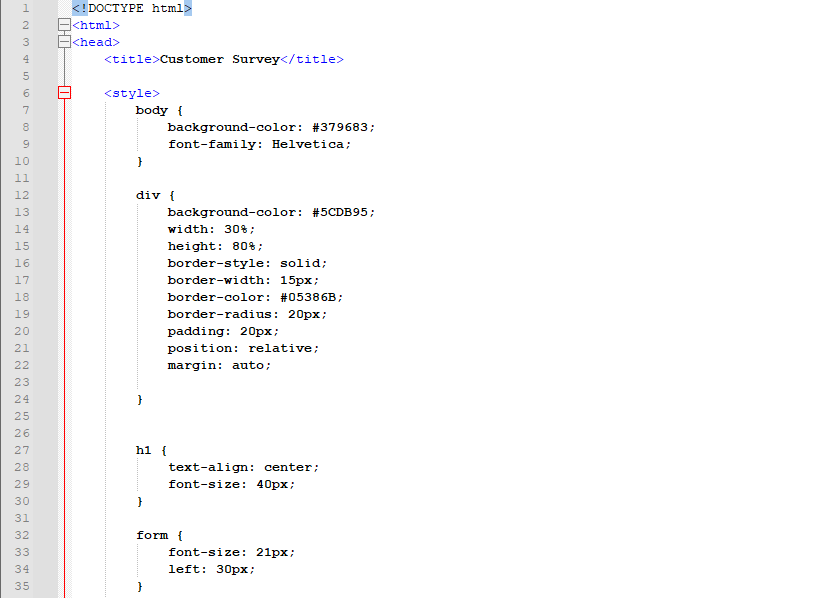 1 <!DOCTYPE html>
2 <html>
3 <head>
4 <title>Customer Survey</title>
5
6 <style>
7 body {
8 background-color: #379683;
9 font-family: Helvetica;
10 }
11
12 div {
13 background-color: #5CDB95;
14 width: 30%;
15 height: 80%;
16 border-style: solid;
17 border-width: 15px;
18 border-color: #05386B;
19 border-radius: 20px;
20 padding: 20px;
21 position: relative;
22 margin: auto;
23
24 }
25
26
27 h1 {
28 text-align: center;
29 font-size: 40px;
30 }
31
32 form {
33 font-size: 21px;
34 left: 30px;
35 }